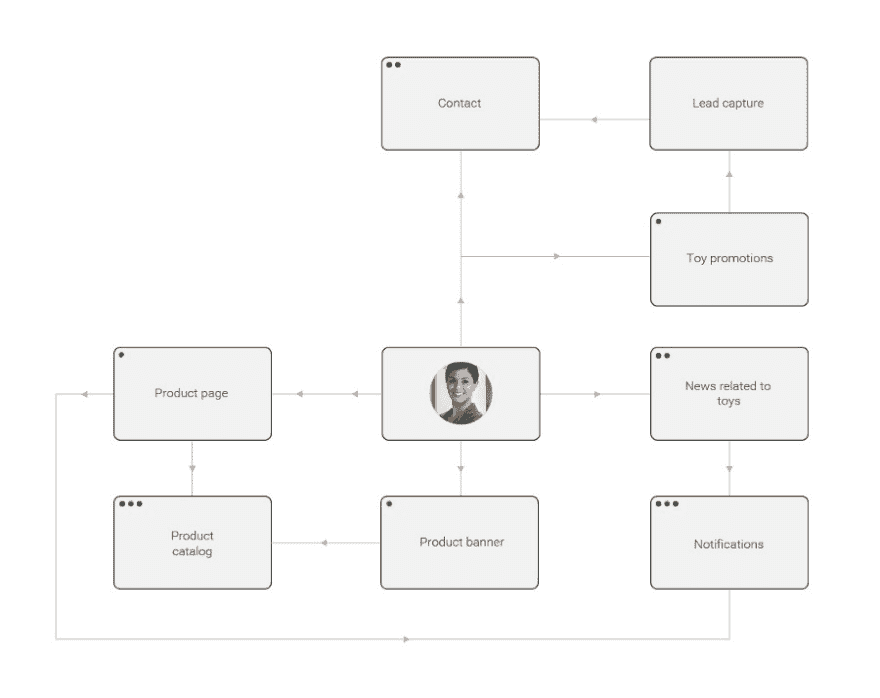 Contact
Lead capture
Toy promotions
Product page
News related to
toys
Product
catalog
Product banner
Notifications